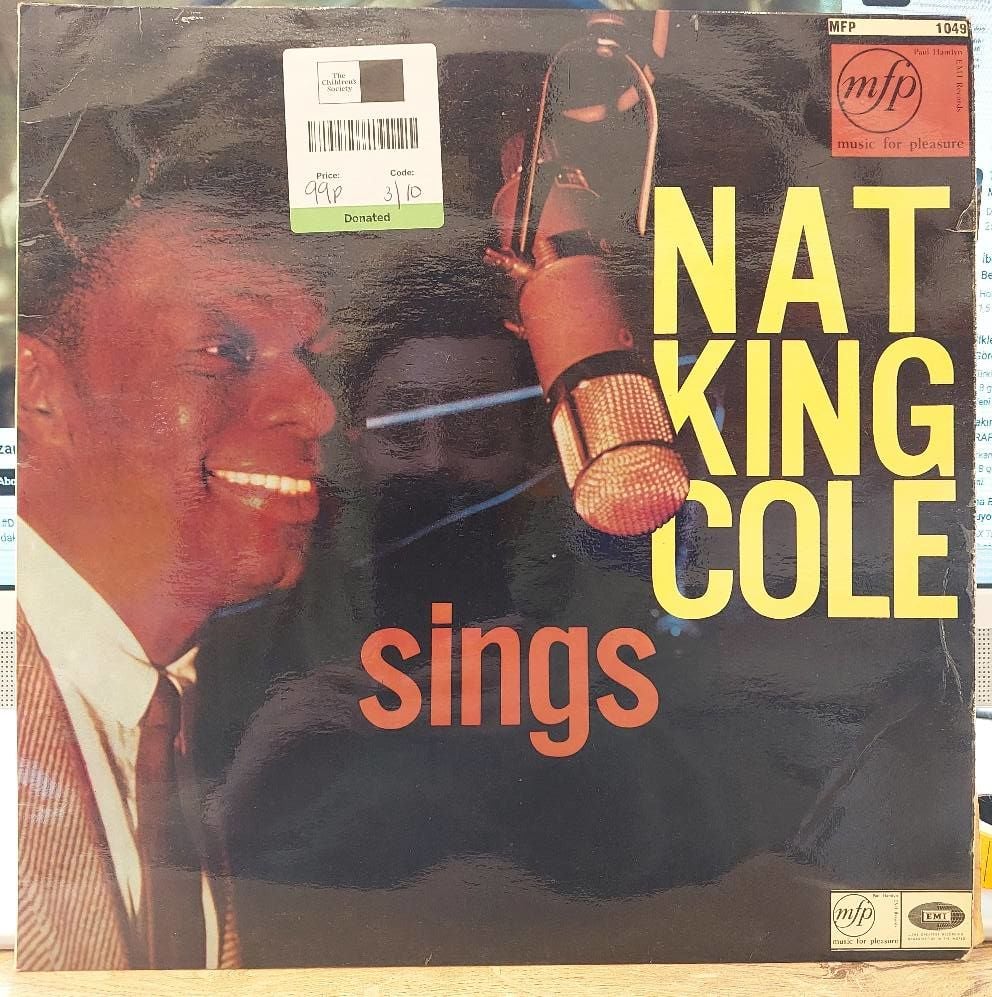 MFP 1049
Paul Hamlyn
EMI Records
mfp
music for pleasure
The
Children's
Society
Price: Code:
99p 3/10
Donated
NAT
KING
COLE
sings
mfp
music for pleasure
EMI